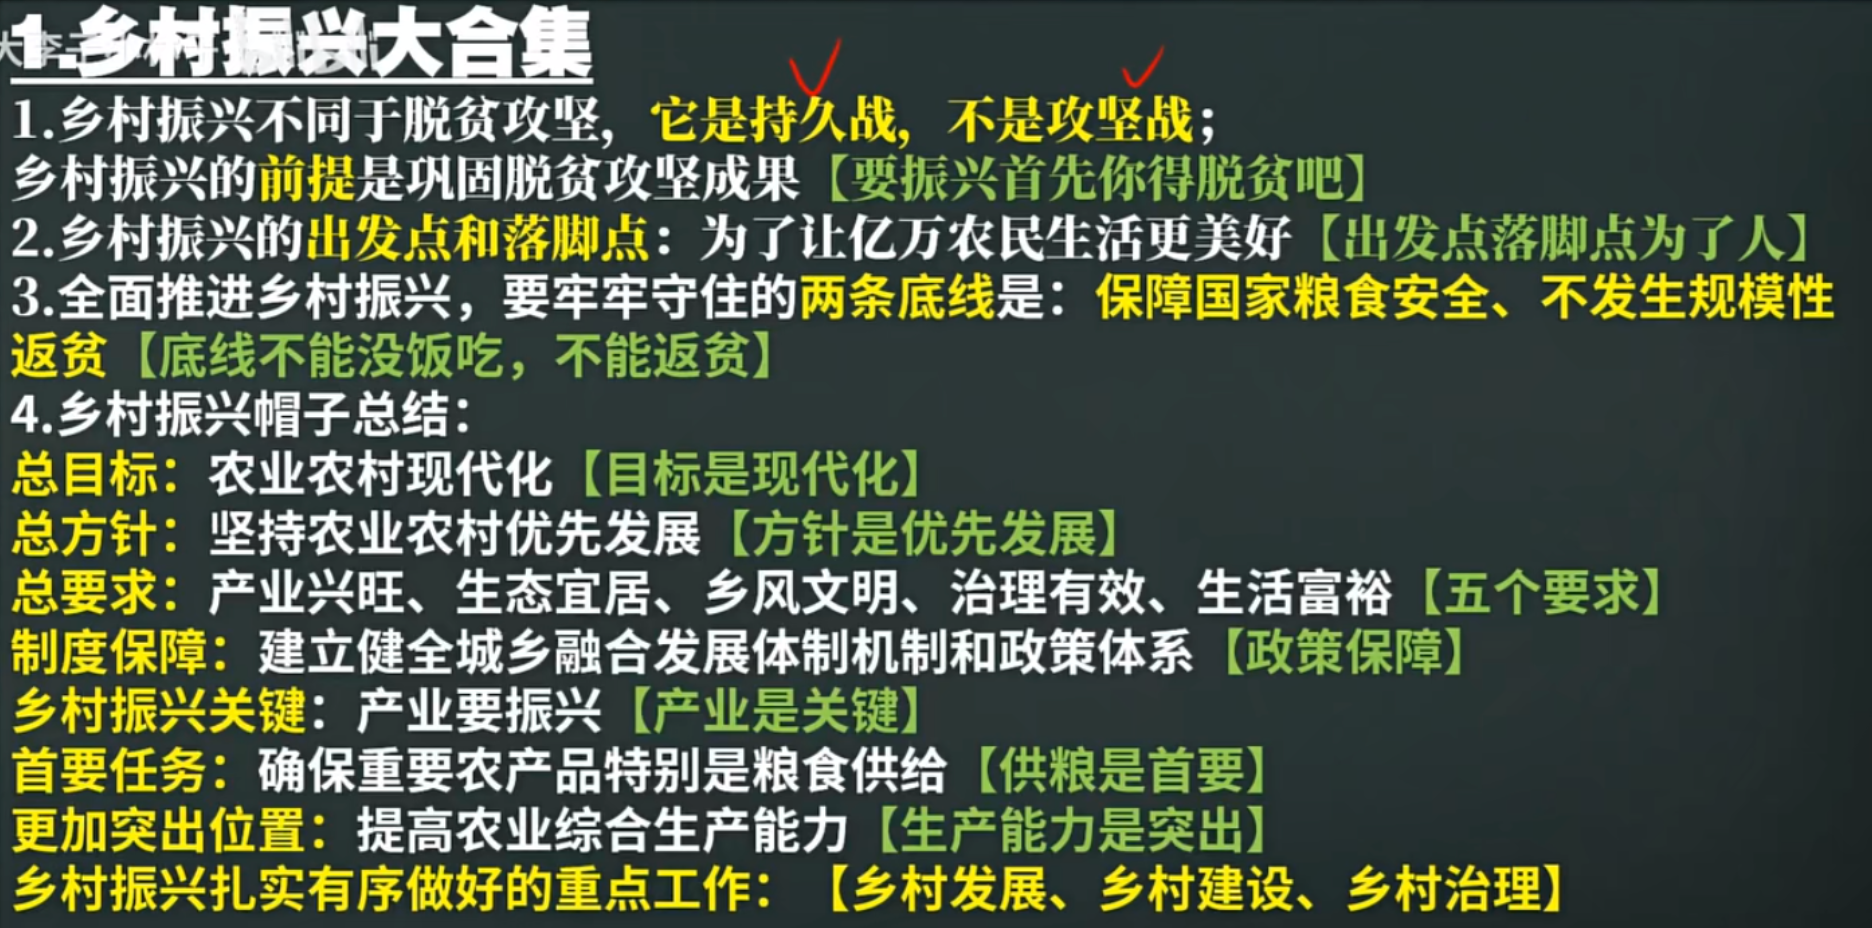 1.乡村振兴大合集
1.乡村振兴不同于脱贫攻坚，它是持久战，不是攻坚战；
乡村振兴的前提是巩固脱贫攻坚成果【要振兴首先你得脱贫吧】
2.乡村振兴的出发点和落脚点：为了让亿万农民生活更美好【出发点落脚点为了人】
3.全面推进乡村振兴，要牢牢守住的两条底线是：保障国家粮食安全、不发生规模性
返贫【底线不能没饭吃，不能返贫】
4.乡村振兴帽子总结：
总目标：农业农村现代化【目标是现代化】
总方针：坚持农业农村优先发展【方针是优先发展】
总要求：产业兴旺、生态宜居、乡风文明、治理有效、生活富裕【五个要求】
制度保障：建立健全城乡融合发展体制机制和政策体系【政策保障】
乡村振兴关键：产业要振兴【产业是关键】
首要任务：确保重要农产品特别是粮食供给【供粮是首要】
更加突出位置：提高农业综合生产能力【生产能力是突出】
乡村振兴扎实有序做好的重点工作：【乡村发展、乡村建设、乡村治理】